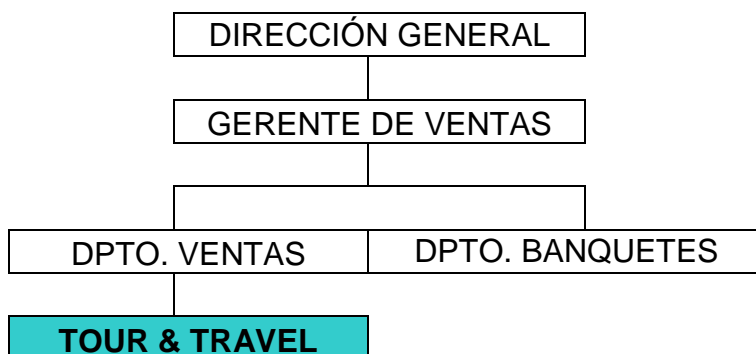 DIRECCIÓN GENERAL
GERENTE DE VENTAS
DPTO. VENTAS
DPTO. BANQUETES
TOUR & TRAVEL